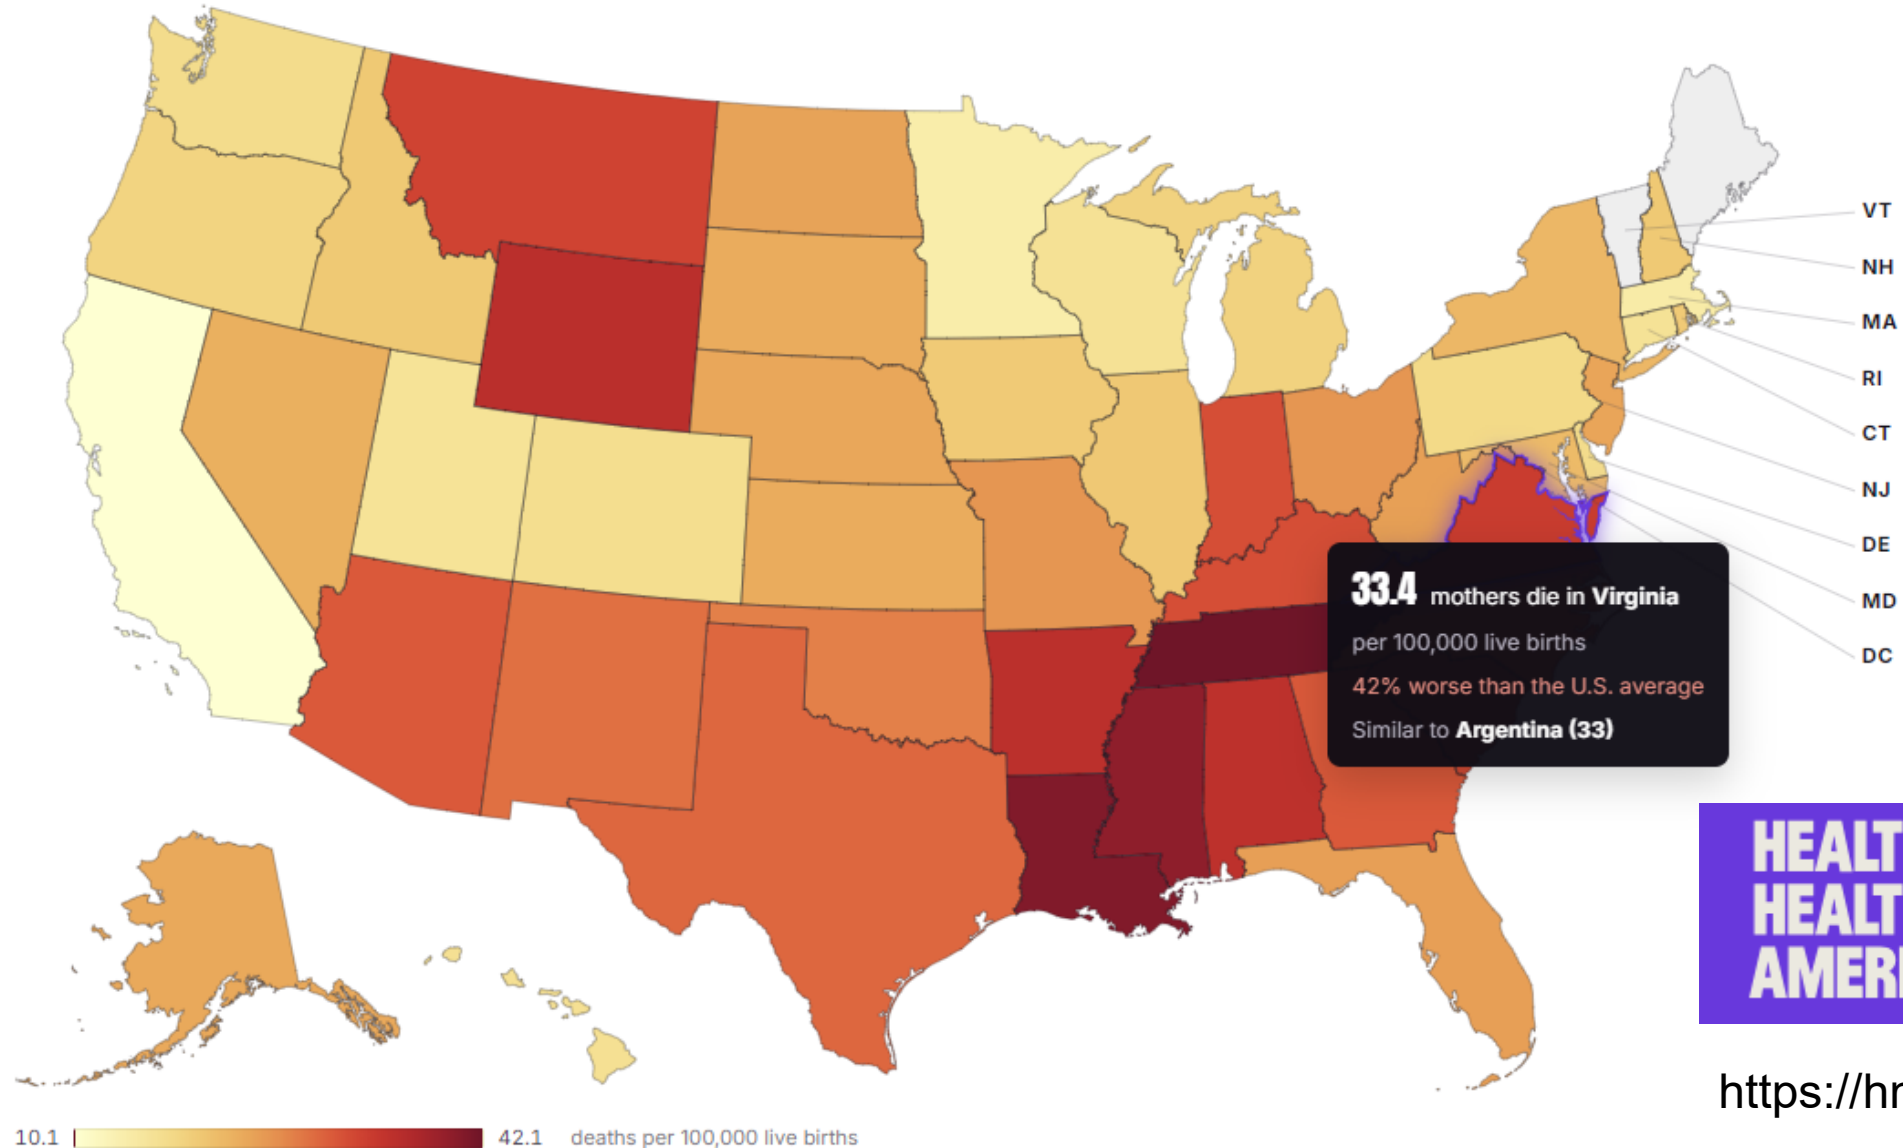 VT
NH
MA
RI
CT
NJ
DE
MD
DC
33.4 mothers die in Virginia
per 100,000 live births
42% worse than the U.S. average
Similar to Argentina (33)
HEALT
HEALT
AMER
https://hr
10.1
42.1 deaths per 100,000 live births